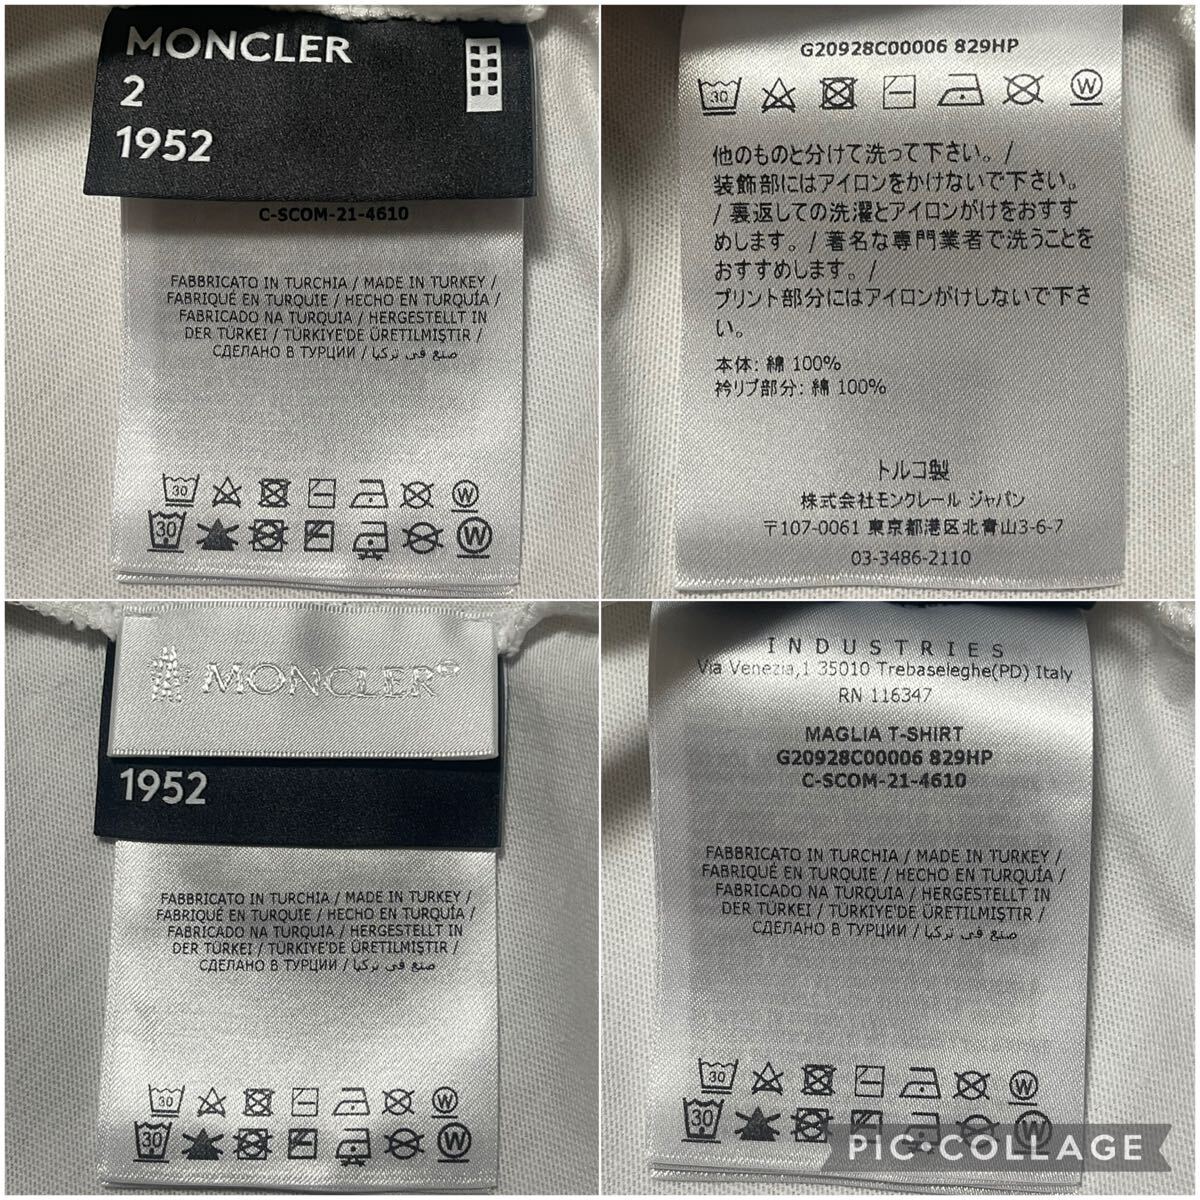 MONCLER
2
1952
C-SCOM-21-4610
FABBRICATO IN TURCHIA / MADE IN TURKEY /
FABRIQUÉ EN TURQUIE / HECHO EN TURQUÍA /
FABRICADO NA TURQUIA / HERGESTELLT IN
DER TÜRKEI / TÜRKİYE'DE ÜRETILMIŞTIR /
СДЕЛАНО В ТУРЦИИ / صنع في تركيا
30
W
30
W
G20928C00006 829HP
30
W
他のものと分けて洗って下さい。/
装飾部にはアイロンをかけないで下さい。
/ 裏返しての洗濯とアイロンがけをおすす
めします。/ 著名な専門業者で洗うことを
おすすめします。/
プリント部分にはアイロンがけしないで下さ
い。
本体: 綿 100%
衿リブ部分: 綿 100%
トルコ製
株式会社モンクレール ジャパン
〒107-0061 東京都港区北青山3-6-7
03-3486-2110
MONCLER
1952
FABBRICATO IN TURCHIA / MADE IN TURKEY /
FABRIQUÉ EN TURQUIE / HECHO EN TURQUÍA /
FABRICADO NA TURQUIA / HERGESTELLT IN
DER TÜRKEI / TÜRKİYE'DE ÜRETILMIŞTIR /
СДЕЛАНО В ТУРЦИИ / صنع في تركيا
30
W
30
W
INDUSTRIES
Via Venezia,1 35010 Trebaseleghe(PD) Italy
RN 116347
MAGLIA T-SHIRT
G20928C00006 829HP
C-SCOM-21-4610
FABBRICATO IN TURCHIA / MADE IN TURKEY /
FABRIQUÉ EN TURQUIE / HECHO EN TURQUÍA /
FABRICADO NA TURQUIA / HERGESTELLT IN
DER TÜRKEI / TÜRKİYE'DE ÜRETILMIŞTIR /
СДЕЛАНО В ТУРЦИИ / صنع في تركيا
30
W
30
W
PIC·COLLAGE